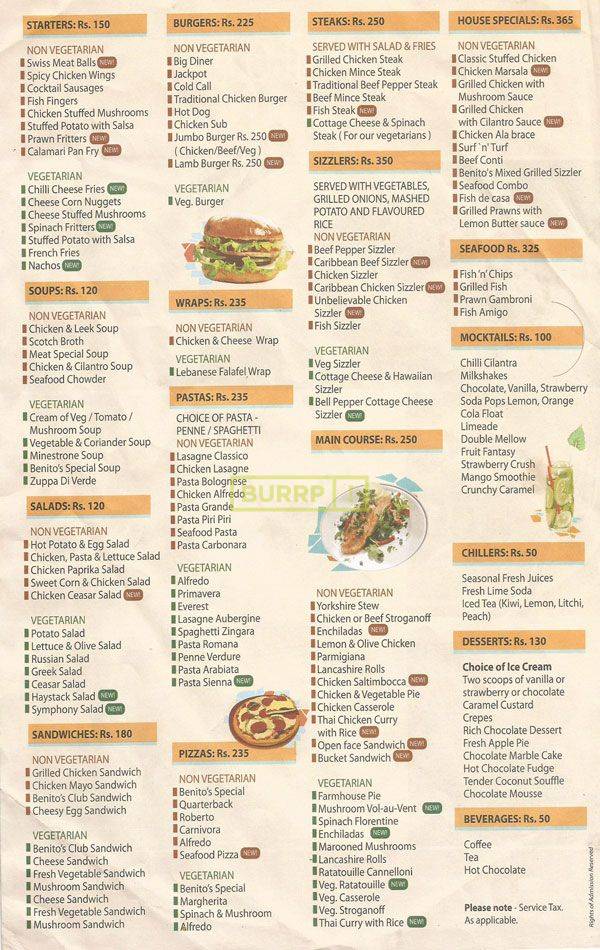 STARTERS: Rs. 150
NON VEGETARIAN
Swiss Meat Balls NEW!
Spicy Chicken Wings
Cocktail Sausages
Fish Fingers
Chicken Stuffed Mushrooms
Stuffed Potato with Salsa
Prawn Fritters NEW!
Calamari Pan Fry NEW!
VEGETARIAN
Chilli Cheese Fries NEW!
Cheese Corn Nuggets
Cheese Stuffed Mushrooms
Spinach Fritters NEW!
Stuffed Potato with Salsa
French Fries
Nachos NEW!
SOUPS: Rs. 120
NON VEGETARIAN
Chicken & Leek Soup
Scotch Broth
Meat Special Soup
Chicken & Cilantro Soup
Seafood Chowder
VEGETARIAN
Cream of Veg / Tomato /
Mushroom Soup
Vegetable & Coriander Soup
Minestrone Soup
Benito's Special Soup
Zuppa Di Verde
SALADS: Rs. 120
NON VEGETARIAN
Hot Potato & Egg Salad
Chicken, Pasta & Lettuce Salad
Chicken Paprika Salad
Sweet Corn & Chicken Salad
Chicken Ceasar Salad NEW!
VEGETARIAN
Potato Salad
Lettuce & Olive Salad
Russian Salad
Greek Salad
Ceasar Salad
Haystack Salad NEW!
Symphony Salad NEW!
SANDWICHES: Rs. 180
NON VEGETARIAN
Grilled Chicken Sandwich
Chicken Mayo Sandwich
Benito's Club Sandwich
Cheesy Egg Sandwich
VEGETARIAN
Benito's Club Sandwich
Cheese Sandwich
Fresh Vegetable Sandwich
Mushroom Sandwich
Cheese Sandwich
Fresh Vegetable Sandwich
Mushroom Sandwich
BURGERS: Rs. 225
NON VEGETARIAN
Big Diner
Jackpot
Cold Call
Traditional Chicken Burger
Hot Dog
Chicken Sub
Jumbo Burger Rs. 250 NEW!
( Chicken/Beef/Veg )
Lamb Burger Rs. 250 NEW!
VEGETARIAN
Veg. Burger
WRAPS: Rs. 235
NON VEGETARIAN
Chicken & Cheese Wrap
VEGETARIAN
Lebanese Falafel Wrap
PASTAS: Rs. 235
CHOICE OF PASTA -
PENNE / SPAGHETTI
NON VEGETARIAN
Lasagne Classico
Chicken Lasagne
Pasta Bolognese
Chicken Alfredo
Pasta Grande
Pasta Piri Piri
Seafood Pasta
Pasta Carbonara
VEGETARIAN
Alfredo
Primavera
Everest
Lasagne Aubergine
Spaghetti Zingara
Pasta Romana
Penne Verdure
Pasta Arabiata
Pasta Sienna NEW!
PIZZAS: Rs. 235
NON VEGETARIAN
Benito's Special
Quarterback
Roberto
Carnivora
Alfredo
Seafood Pizza NEW!
VEGETARIAN
Benito's Special
Margherita
Spinach & Mushroom
Alfredo
STEAKS: Rs. 250
SERVED WITH SALAD & FRIES
Grilled Chicken Steak
Chicken Mince Steak
Traditional Beef Pepper Steak
Beef Mince Steak
Fish Steak NEW!
Cottage Cheese & Spinach
Steak ( For our vegetarians )
SIZZLERS: Rs. 350
SERVED WITH VEGETABLES,
GRILLED ONIONS, MASHED
POTATO AND FLAVOURED
RICE
NON VEGETARIAN
Beef Pepper Sizzler
Caribbean Beef Sizzler NEW!
Chicken Sizzler
Caribbean Chicken Sizzler NEW!
Unbelievable Chicken
Sizzler NEW!
Fish Sizzler
VEGETARIAN
Veg Sizzler
Cottage Cheese & Hawaiian
Sizzler
Bell Pepper Cottage Cheese
Sizzler NEW!
MAIN COURSE: Rs. 250
BURRP
NON VEGETARIAN
Yorkshire Stew
Chicken or Beef Stroganoff
Enchiladas NEW!
Lemon & Olive Chicken
Parmigiana
Lancashire Rolls
Chicken Saltimbocca NEW!
Chicken & Vegetable Pie
Chicken Casserole
Thai Chicken Curry
with Rice NEW!
Open face Sandwich NEW!
Bucket Sandwich NEW!
VEGETARIAN
Farmhouse Pie
Mushroom Vol-au-Vent NEW!
Spinach Florentine
Enchiladas NEW!
Marooned Mushrooms
Lancashire Rolls
Ratatouille Cannelloni
Veg. Ratatouille NEW!
Veg. Casserole
Veg. Stroganoff
Thai Curry with Rice NEW!
HOUSE SPECIALS: Rs. 365
NON VEGETARIAN
Classic Stuffed Chicken
Chicken Marsala NEW!
Grilled Chicken with
Mushroom Sauce
Grilled Chicken
with Cilantro Sauce NEW!
Chicken Ala brace
Surf 'n' Turf
Beef Conti
Benito's Mixed Grilled Sizzler
Seafood Combo
Fish de casa NEW!
Grilled Prawns with
Lemon Butter sauce NEW!
SEAFOOD Rs. 325
Fish 'n' Chips
Grilled Fish
Prawn Gambroni
Fish Amigo
MOCKTAILS: Rs. 100
Chilli Cilantra
Milkshakes
Chocolate, Vanilla, Strawberry
Soda Pops Lemon, Orange
Cola Float
Limeade
Double Mellow
Fruit Fantasy
Strawberry Crush
Mango Smoothie
Crunchy Caramel
CHILLERS: Rs. 50
Seasonal Fresh Juices
Fresh Lime Soda
Iced Tea (Kiwi, Lemon, Litchi,
Peach)
DESSERTS: Rs. 130
Choice of Ice Cream
Two scoops of vanilla or
strawberry or chocolate
Caramel Custard
Crepes
Rich Chocolate Dessert
Fresh Apple Pie
Chocolate Marble Cake
Hot Chocolate Fudge
Tender Coconut Souffle
Chocolate Mousse
BEVERAGES: Rs. 50
Coffee
Tea
Hot Chocolate
Please note - Service Tax.
As applicable.
Rights of Admission Reserved